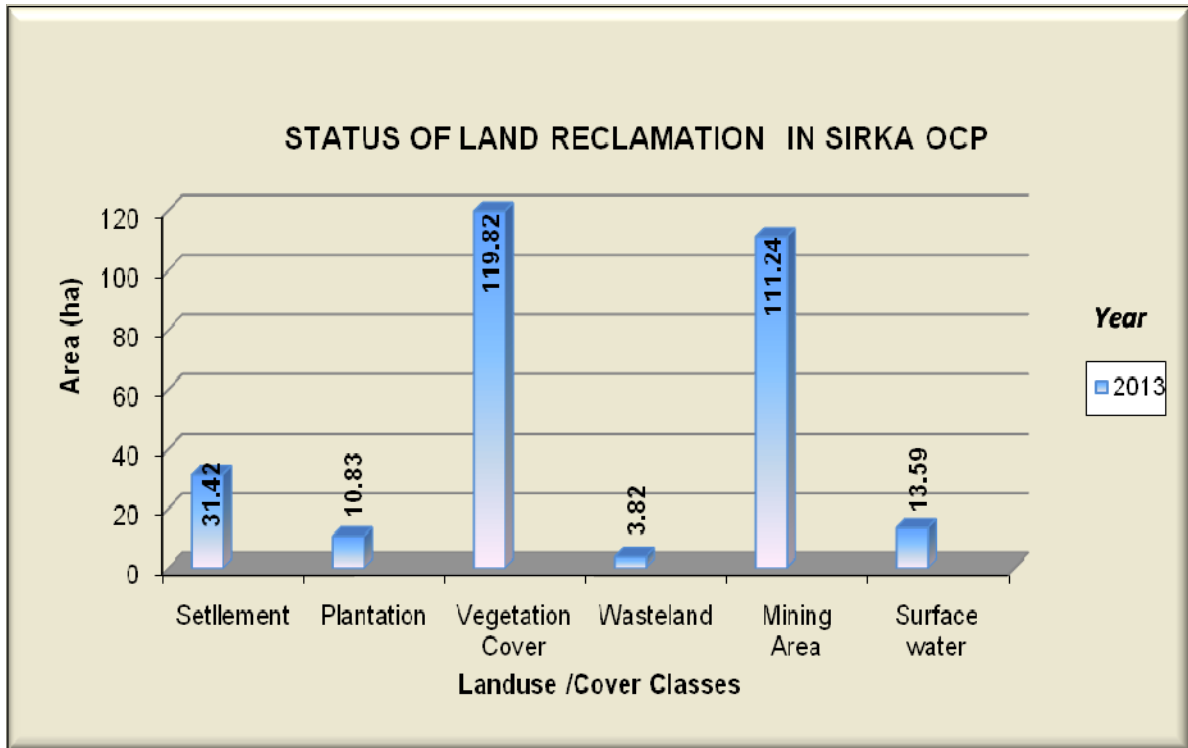 STATUS OF LAND RECLAMATION IN SIRKA OCP
Area (ha)
120
100
80
60
40
20
0
31.42
10.83
119.82
3.82
111.24
13.59
Setllement
Plantation
Vegetation
Cover
Wasteland
Mining
Area
Surface
water
Landuse /Cover Classes
Year
2013